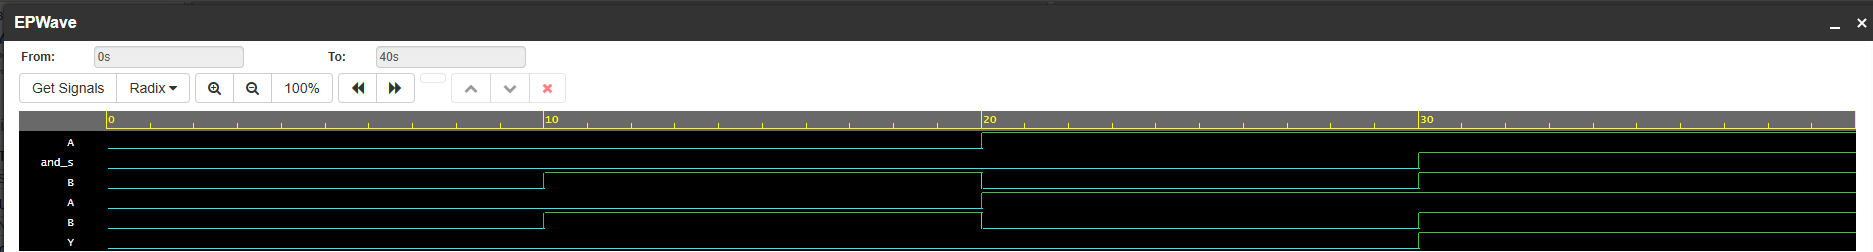 EPWave
From: 0s To: 40s
Get Signals Radix 100%
0 10 20 30
A
and_s
B
A
B
Y